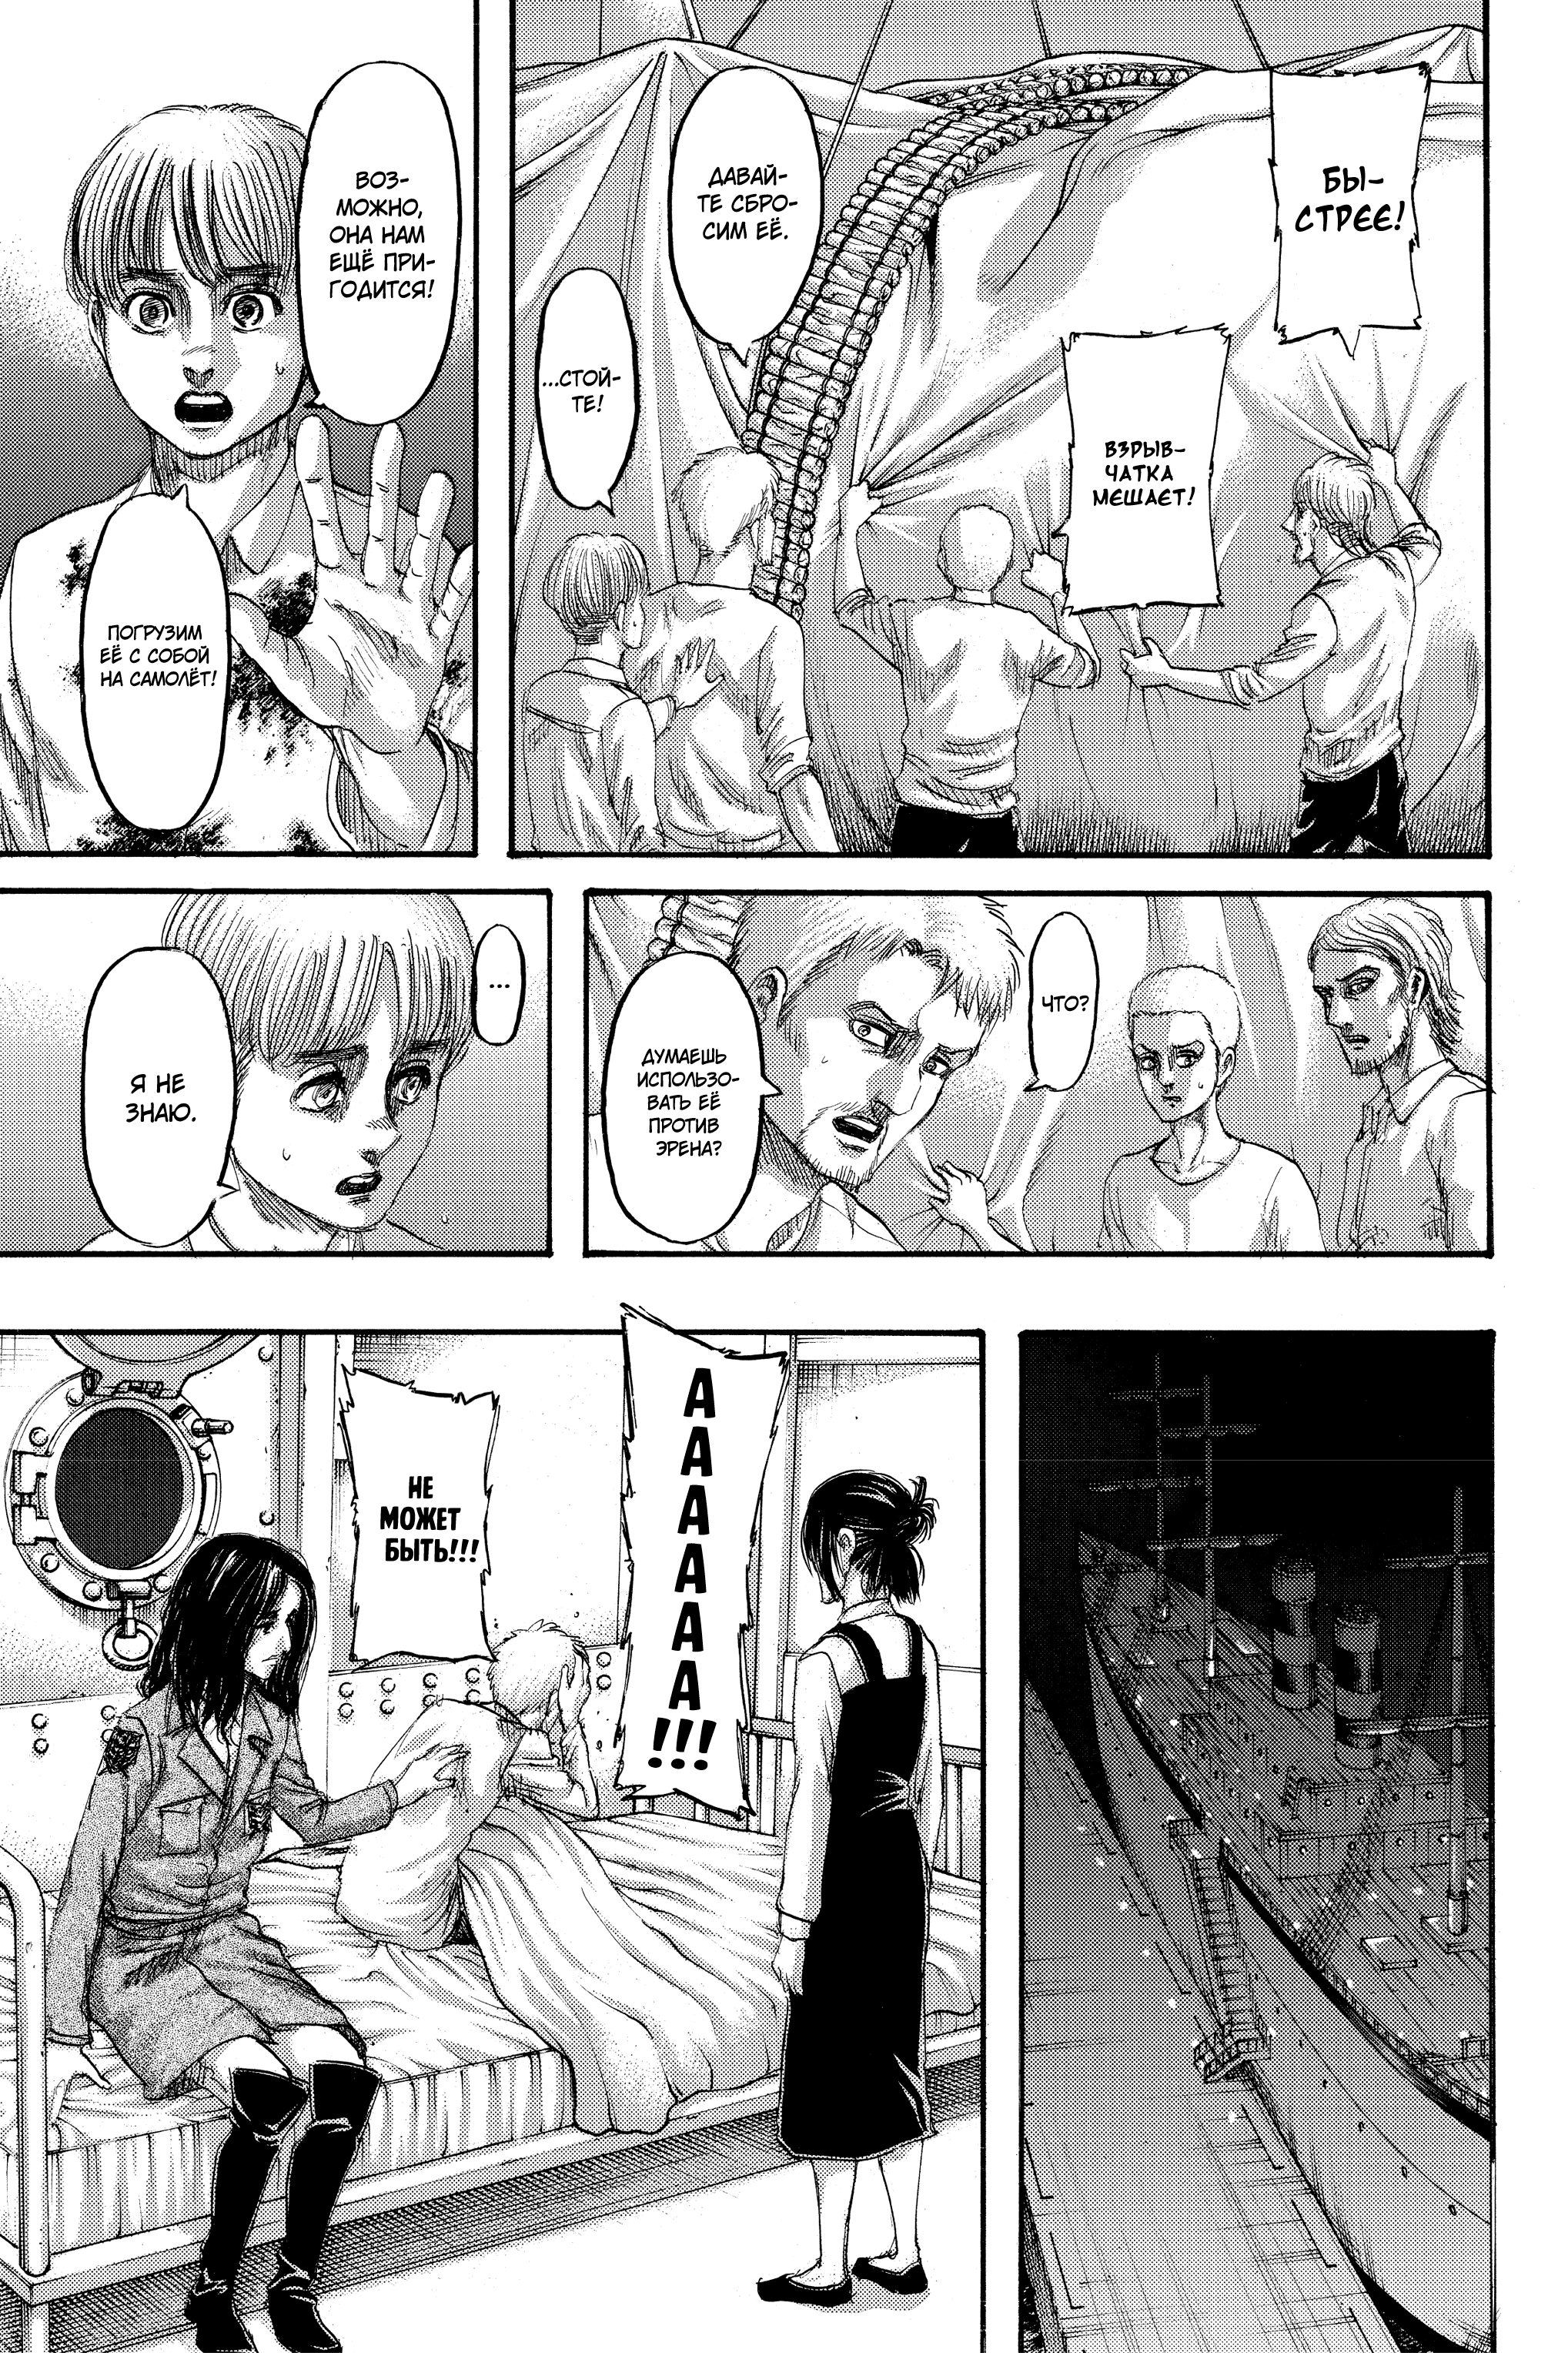 БЫ-
СТРЕЕ!
ВЗРЫВ-
ЧАТКА
МЕШАЕТ!
ДАВАЙ-
ТЕ СБРО-
СИМ ЕЁ.
...СТОЙ-
ТЕ!
ВОЗ-
МОЖНО,
ОНА НАМ
ЕЩЁ ПРИ-
ГОДИТСЯ!
ПОГРУЗИМ
ЕЁ С СОБОЙ
НА САМОЛЁТ!
ЧТО?
ДУМАЕШЬ
ИСПОЛЬЗО-
ВАТЬ ЕЁ
ПРОТИВ
ЭРЕНА?
...
Я НЕ
ЗНАЮ.
А
А
А
А
А
А
!!!
НЕ
МОЖЕТ
БЫТЬ!!!